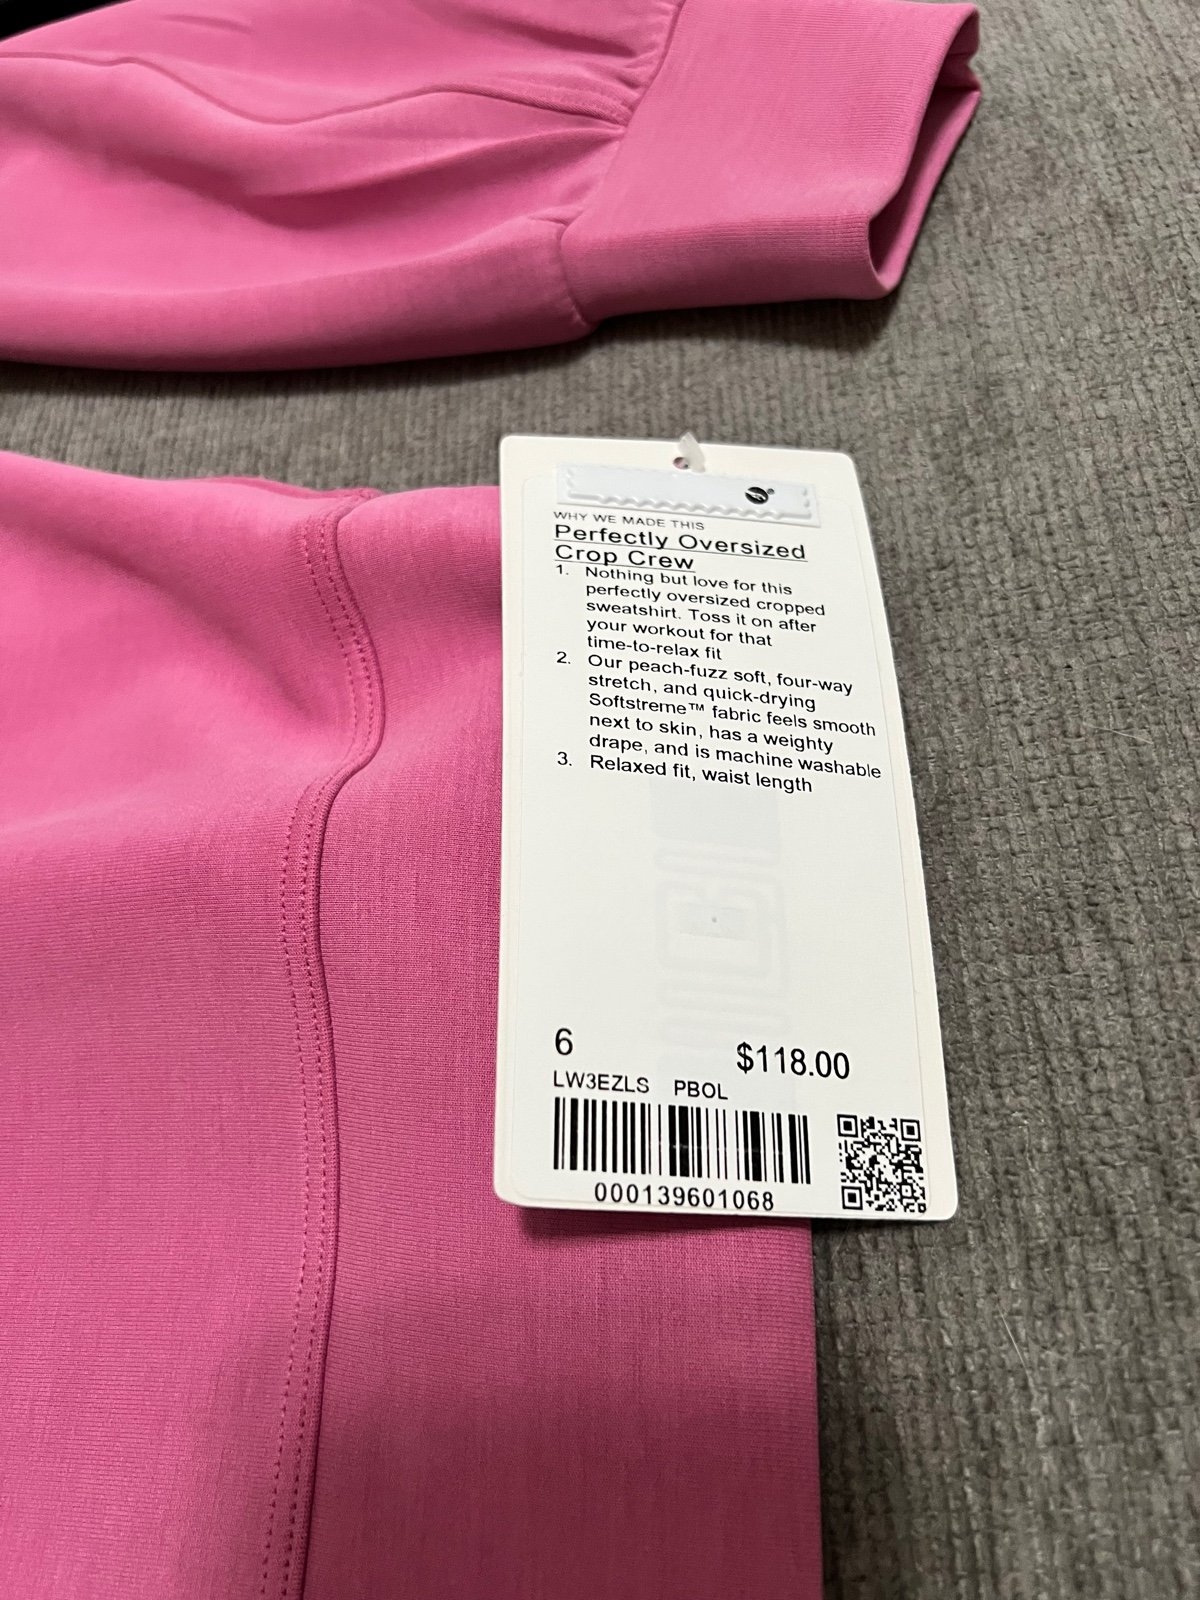 WHY WE MADE THIS
Perfectly Oversized
Crop Crew
1. Nothing but love for this
perfectly oversized cropped
sweatshirt. Toss it on after
your workout for that
time-to-relax fit
2. Our peach-fuzz soft, four-way
stretch, and quick-drying
Softstreme™ fabric feels smooth
next to skin, has a weighty
drape, and is machine washable
3. Relaxed fit, waist length
6 $118.00
LW3EZLS PBOL
000139601068